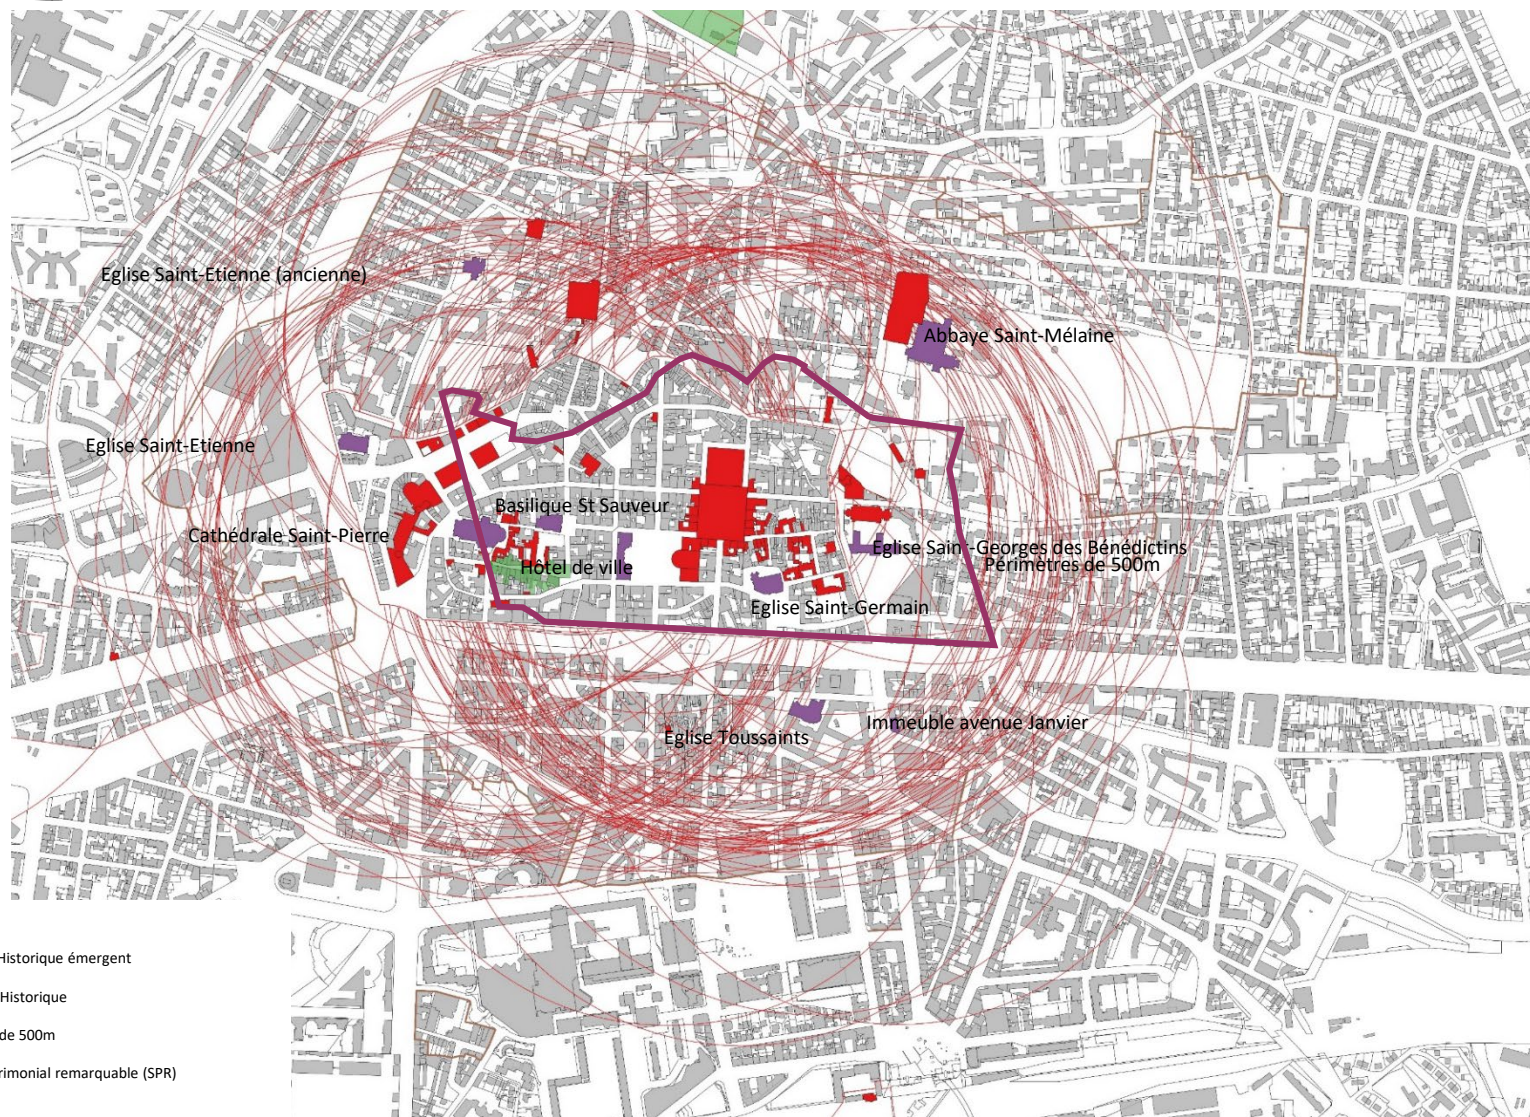 Eglise Saint-Etienne (ancienne)
Abbaye Saint-Mélaine
Eglise Saint-Etienne
Basilique St Sauveur
Cathédrale Saint-Pierre
Eglise Sain -Georges des Bénédictins
Périmètres de 500m
Hôtel de ville
Eglise Saint-Germain
Immeuble avenue Janvier
Eglise Toussaints
Historique émergent
Historique
de 500m
rimonial remarquable (SPR)